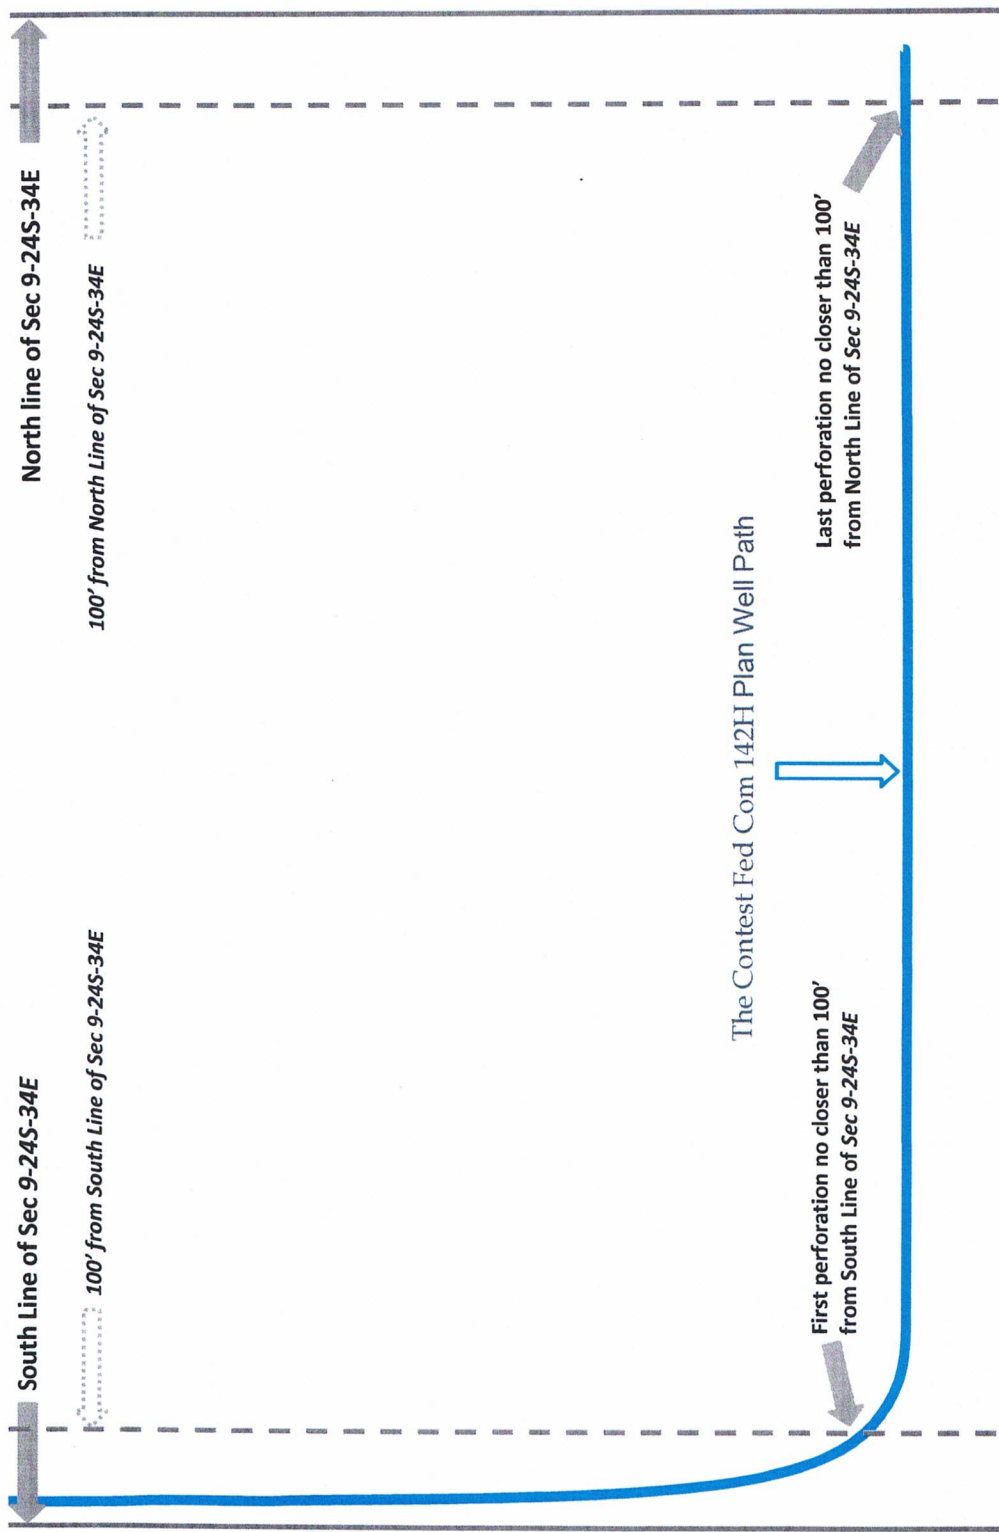 South Line of Sec 9-24S-34E
North line of Sec 9-24S-34E
100' from South Line of Sec 9-24S-34E
100' from North Line of Sec 9-24S-34E
The Contest Fed Com 142H Plan Well Path
First perforation no closer than 100'
from South Line of Sec 9-24S-34E
Last perforation no closer than 100'
from North Line of Sec 9-24S-34E